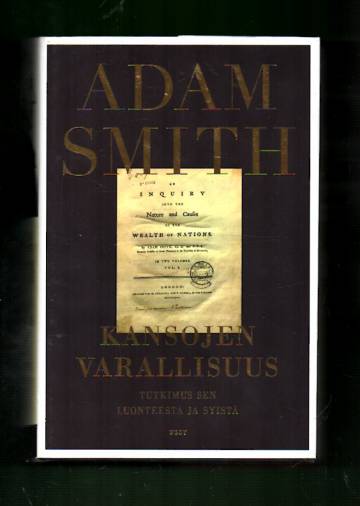 ADAM
SMITH
AN
INQUIRY
INTO THE
Nature and Causes
OF THE
WEALTH OF NATIONS.
IN TWO VOLUMES.
VOL. I.
LONDON:
KANSOJEN
VARALLISUUS
TUTKIMUS SEN
LUONTEESTA JA SYISTÄ
WSOY